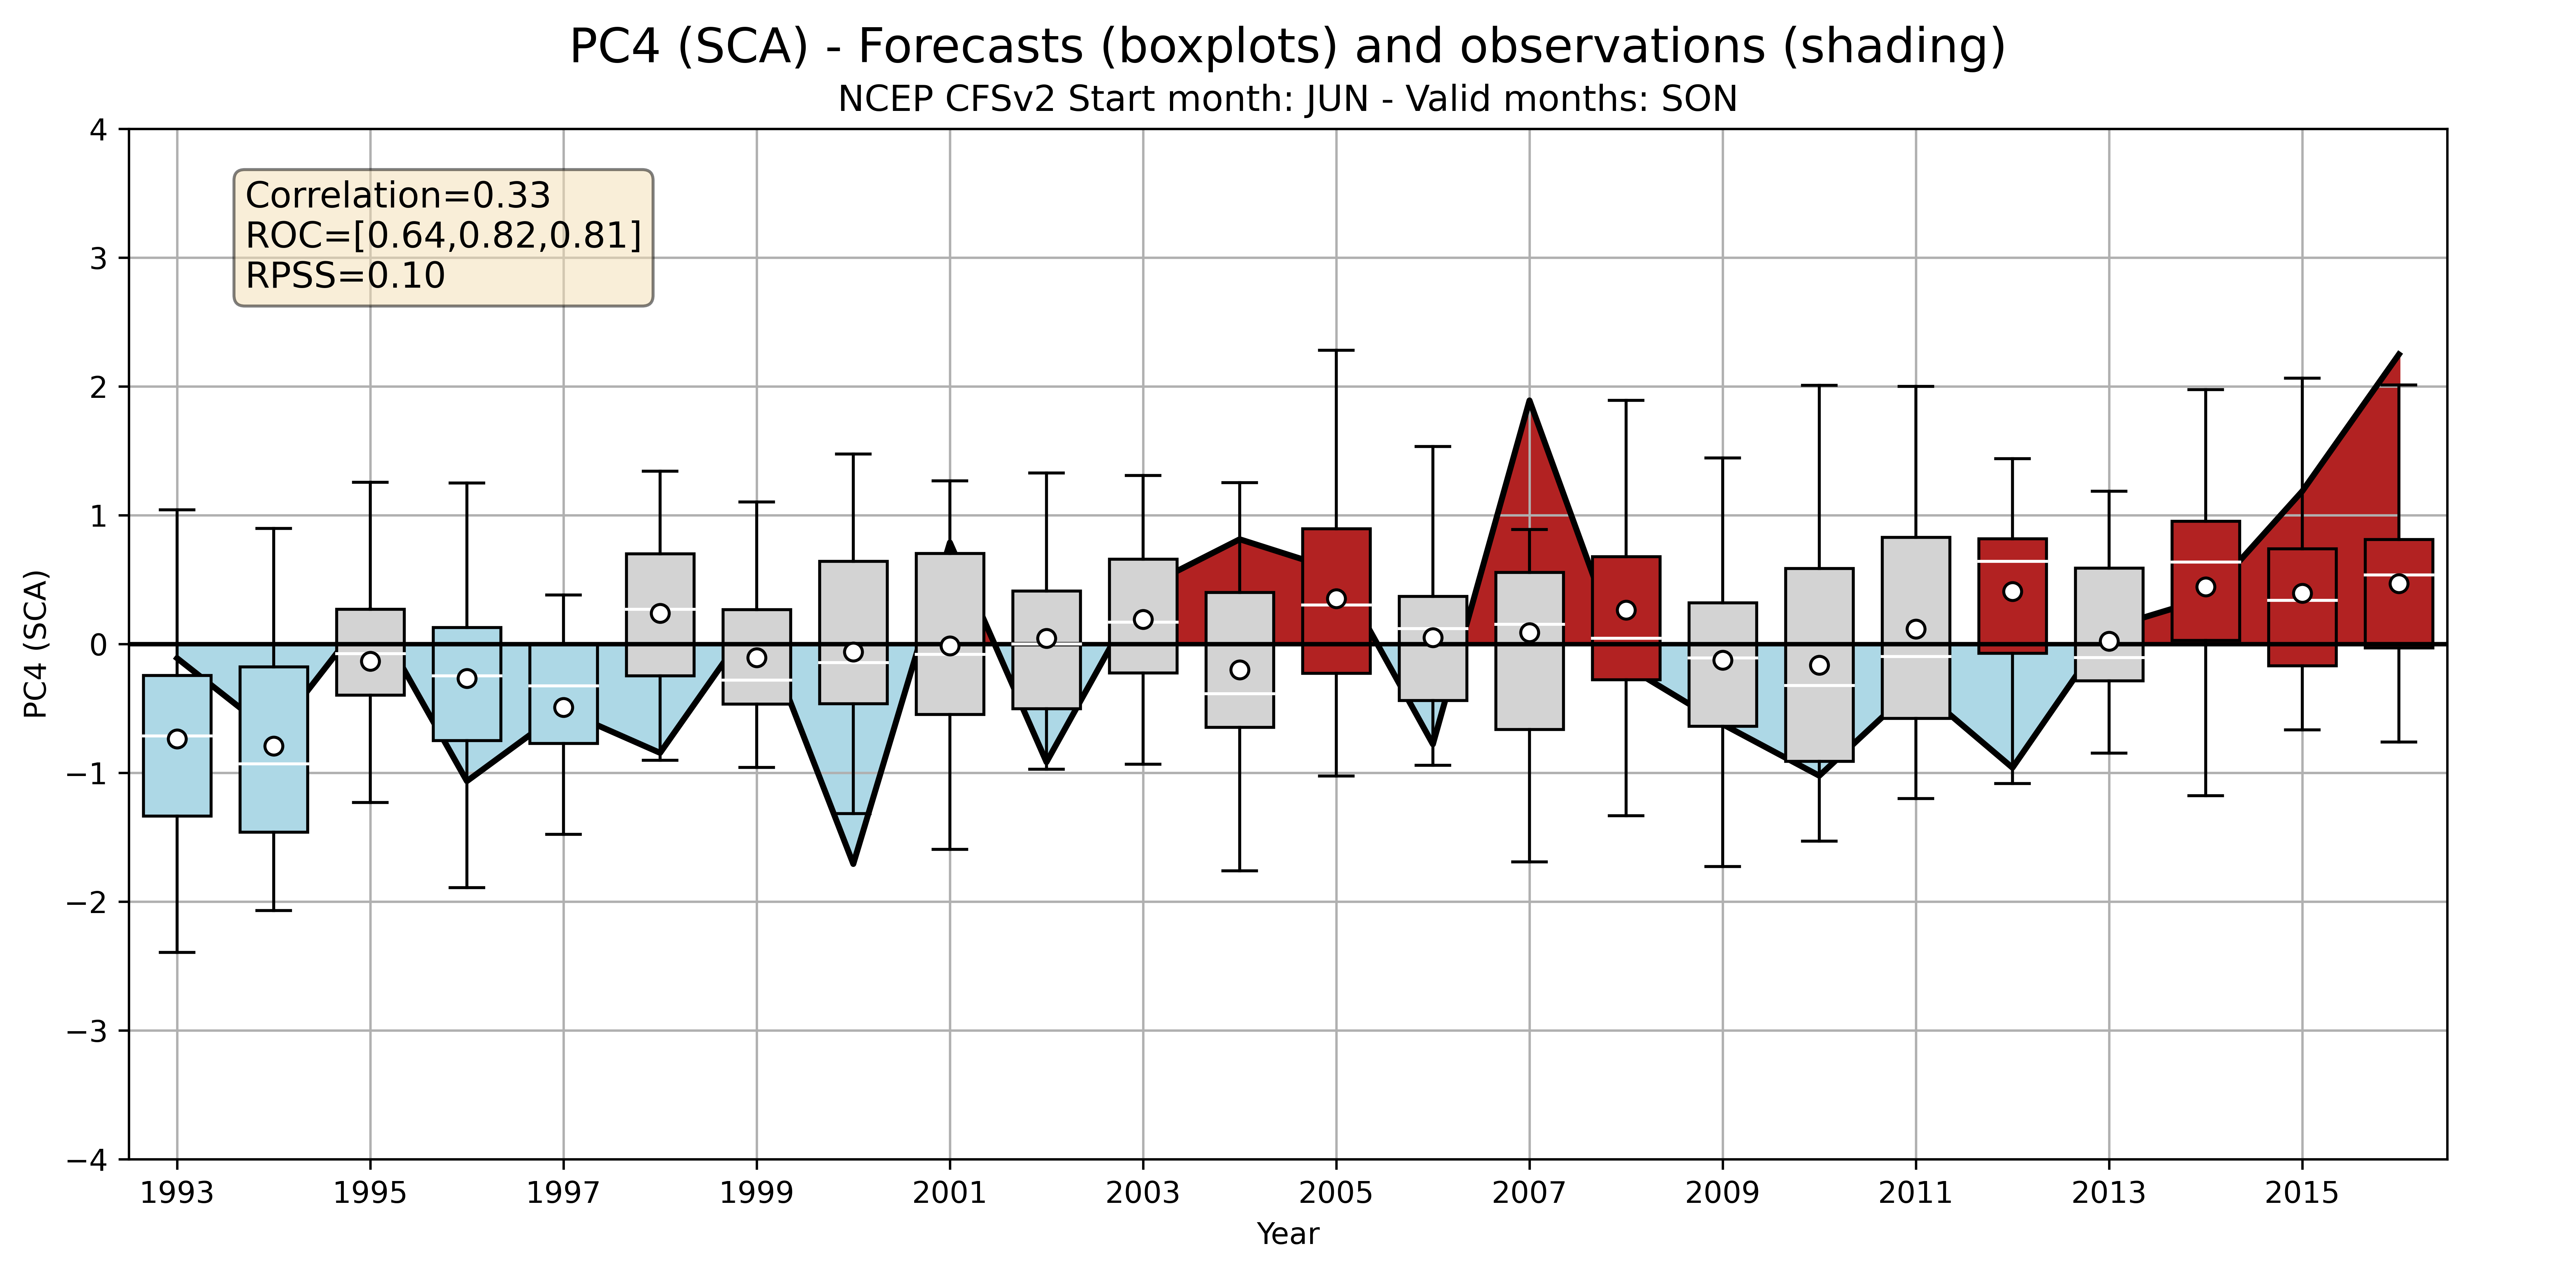 PC4 (SCA) - Forecasts (boxplots) and observations (shading)
NCEP CFSv2 Start month: JUN - Valid months: SON
Correlation=0.33
ROC=[0.64,0.82,0.81]
RPSS=0.10
PC4 (SCA)
4
3
2
1
0
−1
−2
−3
−4
1993 1995 1997 1999 2001 2003 2005 2007 2009 2011 2013 2015
Year